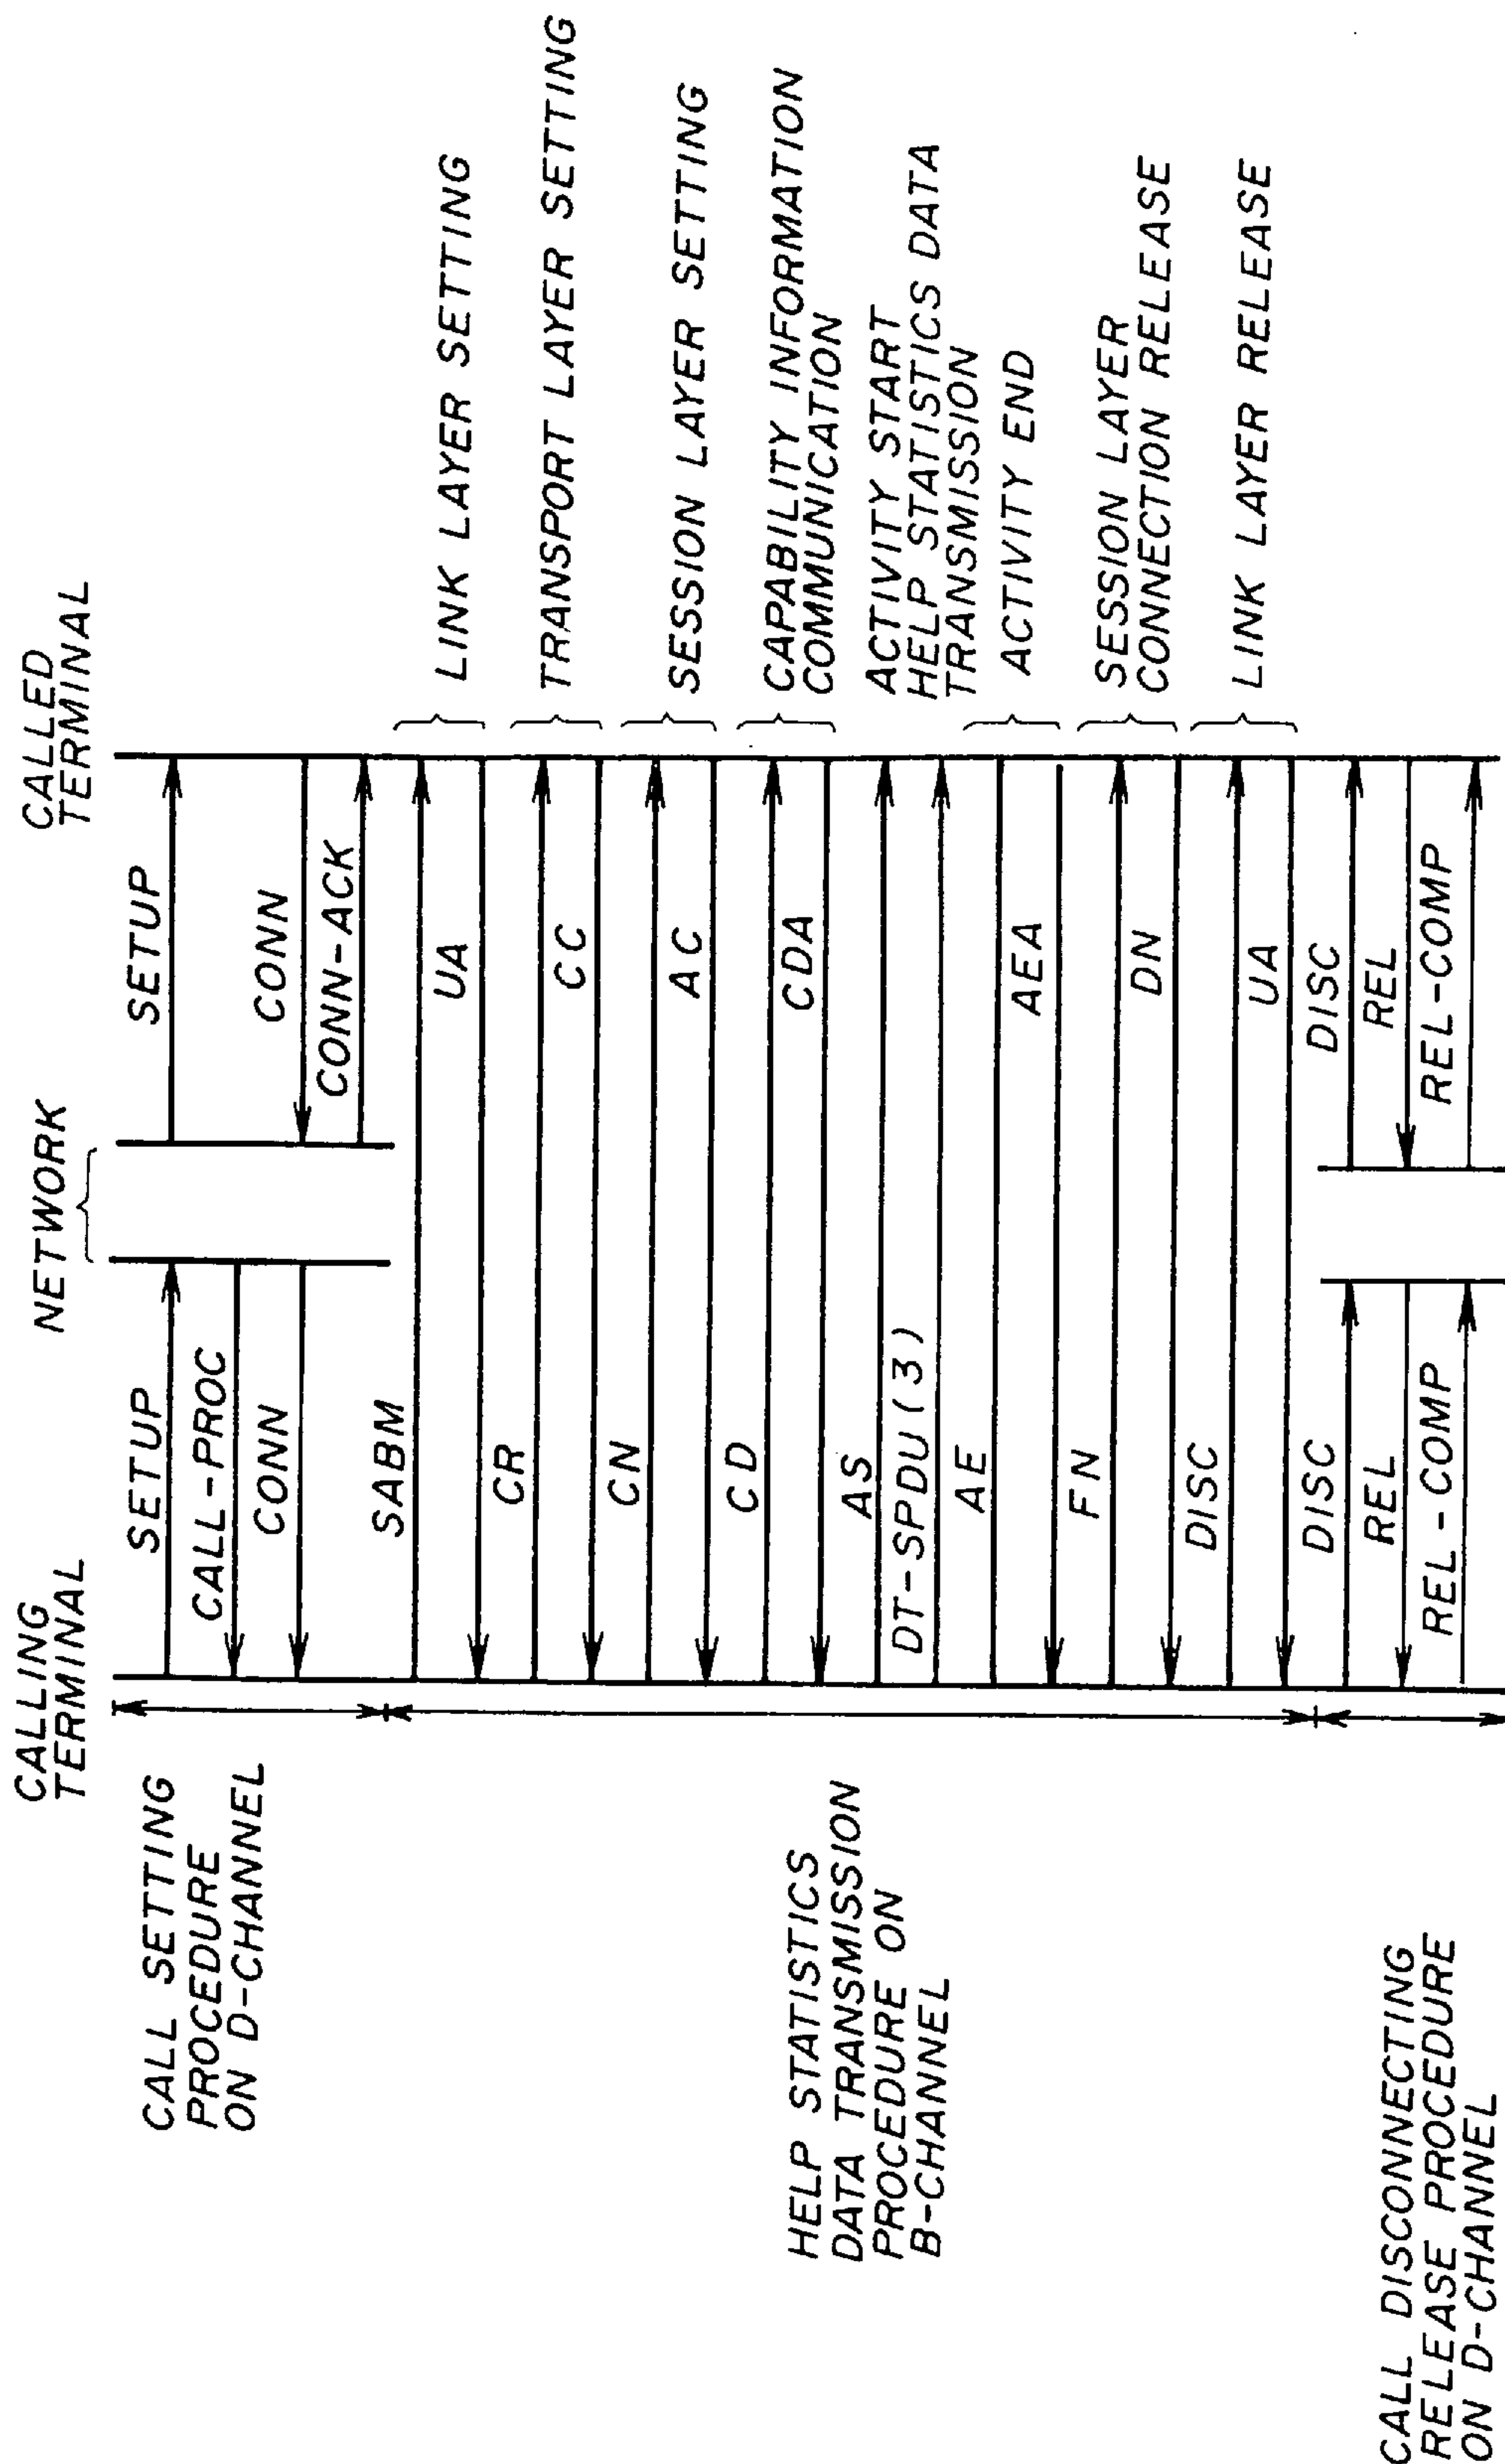 CALLING
TERMINAL
NETWORK
CALLED
TERMINAL
CALL SETTING
PROCEDURE
ON D-CHANNEL
SETUP
SETUP
CALL-PROC
CONN
CONN
CONN-ACK
HELP STATISTICS
DATA TRANSMISSION
PROCEDURE ON
B-CHANNEL
SABM
UA
LINK LAYER SETTING
CR
CC
TRANSPORT LAYER SETTING
CN
AC
SESSION LAYER SETTING
CD
CDA
CAPABILITY INFORMATION
COMMUNICATION
AS
ACTIVITY START
DT-SPDU(3)
HELP STATISTICS DATA
TRANSMISSION
AE
AEA
ACTIVITY END
FN
DN
SESSION LAYER
CONNECTION RELEASE
DISC
UA
LINK LAYER RELEASE
CALL DISCONNECTING
RELEASE PROCEDURE
ON D-CHANNEL
DISC
DISC
REL
REL
REL-COMP
REL-COMP